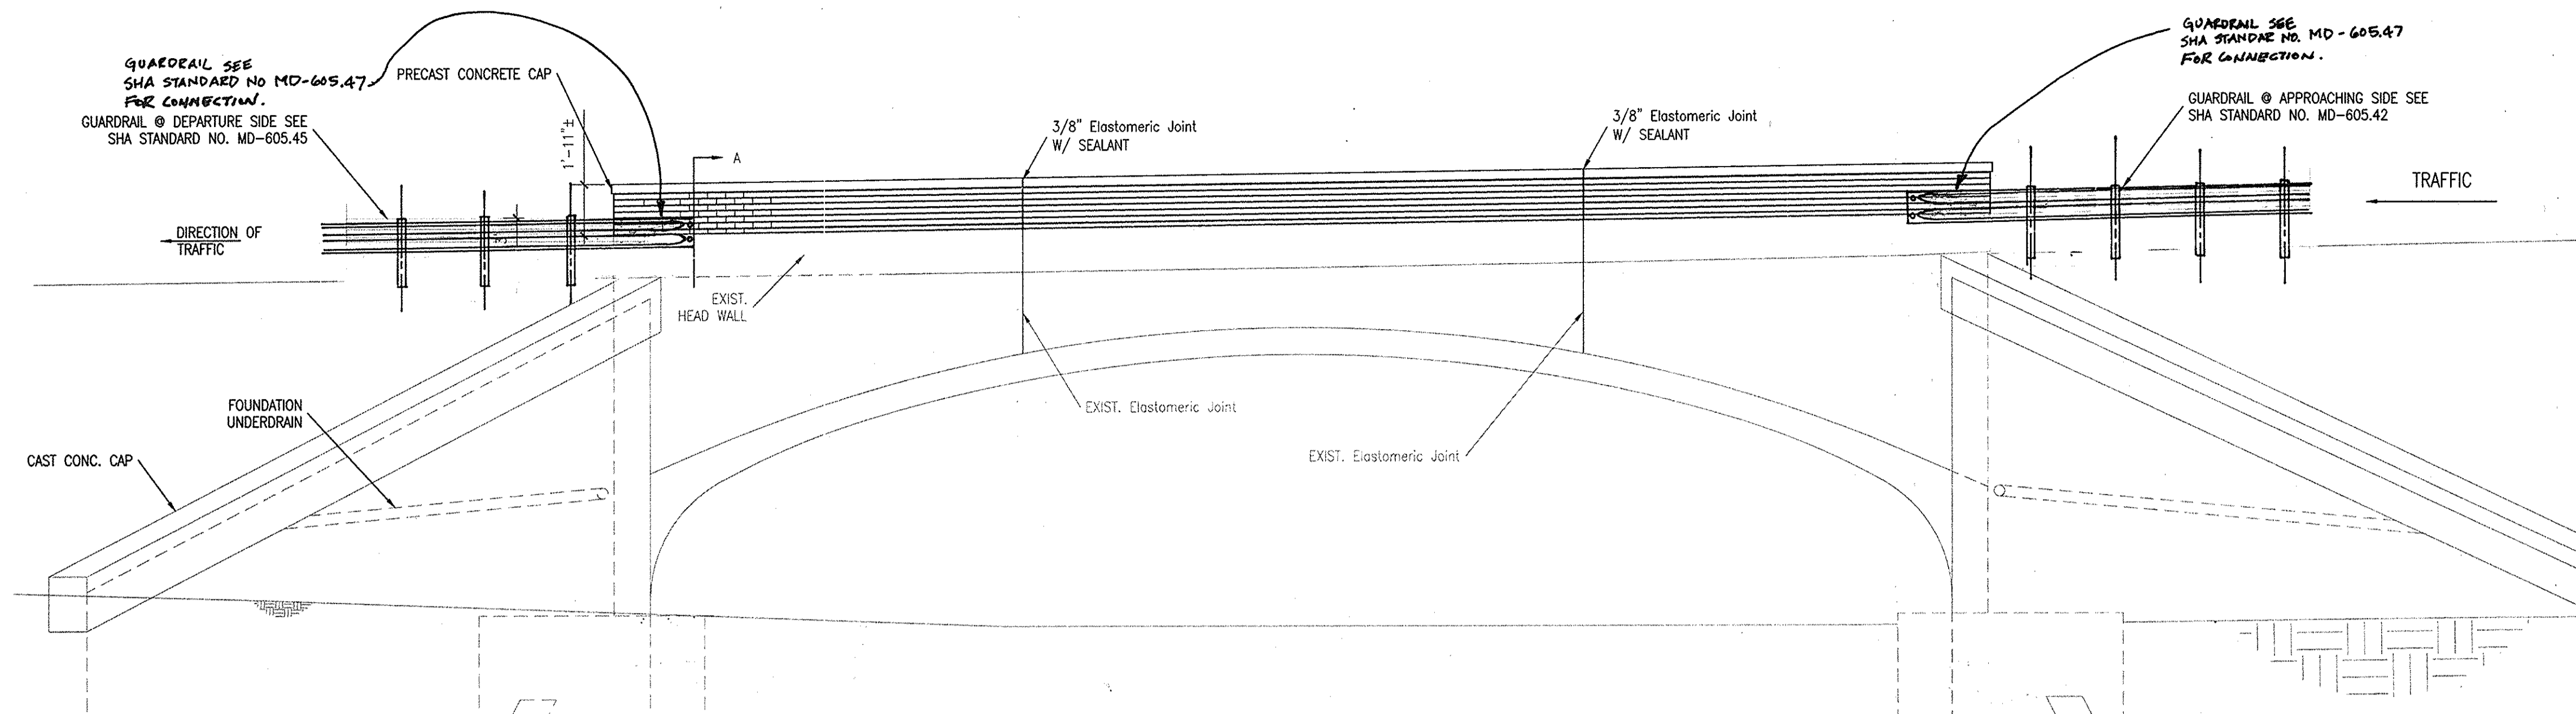 GUARDRAIL SEE
SHA STANDARD NO MD-605.47
FOR CONNECTION.
GUARDRAIL @ DEPARTURE SIDE SEE
SHA STANDARD NO. MD-605.45
PRECAST CONCRETE CAP
1'-11"±
A
3/8" Elastomeric Joint
W/ SEALANT
3/8" Elastomeric Joint
W/ SEALANT
GUARDRAIL SEE
SHA STANDAR NO. MD-605.47
FOR CONNECTION.
GUARDRAIL @ APPROACHING SIDE SEE
SHA STANDARD NO. MD-605.42
TRAFFIC
DIRECTION OF
TRAFFIC
EXIST.
HEAD WALL
EXIST. Elastomeric Joint
EXIST. Elastomeric Joint
FOUNDATION
UNDERDRAIN
CAST CONC. CAP